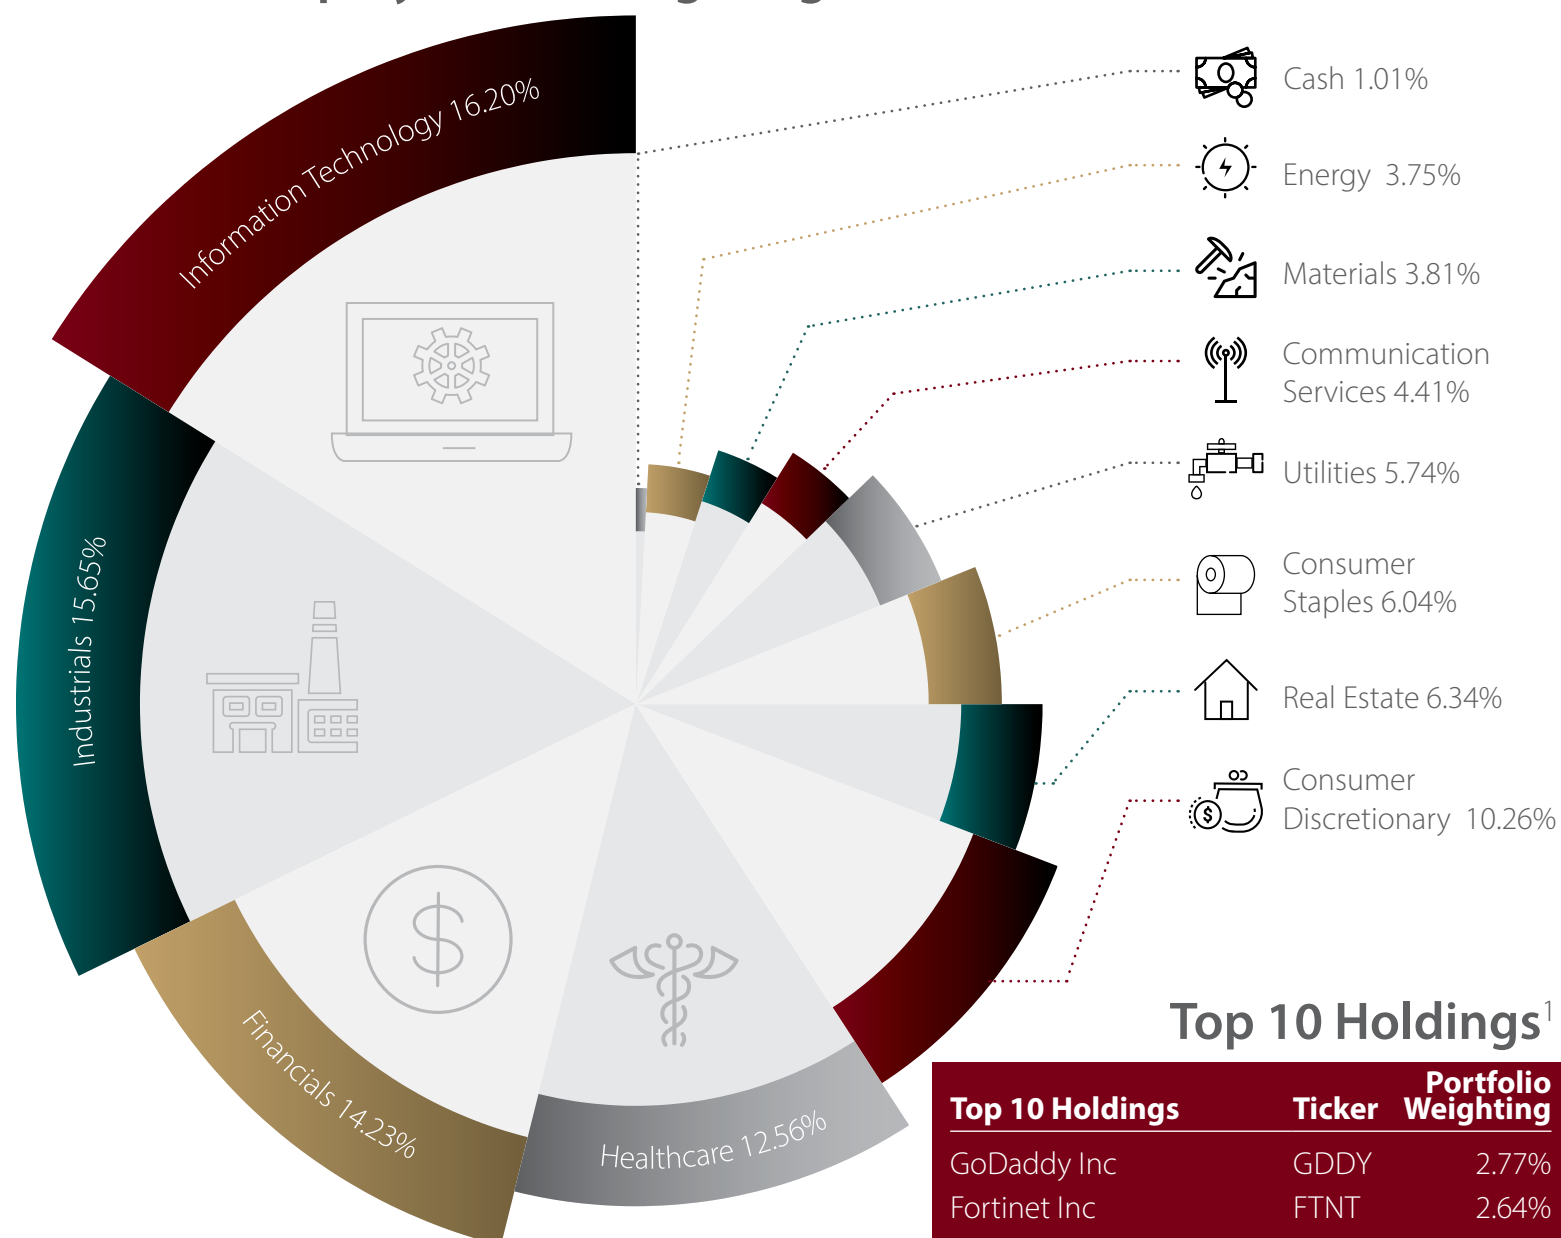 Information Technology 16.20%
Industrials 15.65%
Financials 14.23%
Healthcare 12.56%
Cash 1.01%
Energy 3.75%
Materials 3.81%
Communication
Services 4.41%
Utilities 5.74%
Consumer
Staples 6.04%
Real Estate 6.34%
Consumer
Discretionary 10.26%
Top 10 Holdings1
Portfolio
Top 10 Holdings Ticker Weighting
GoDaddy Inc GDDY 2.77%
Fortinet Inc FTNT 2.64%